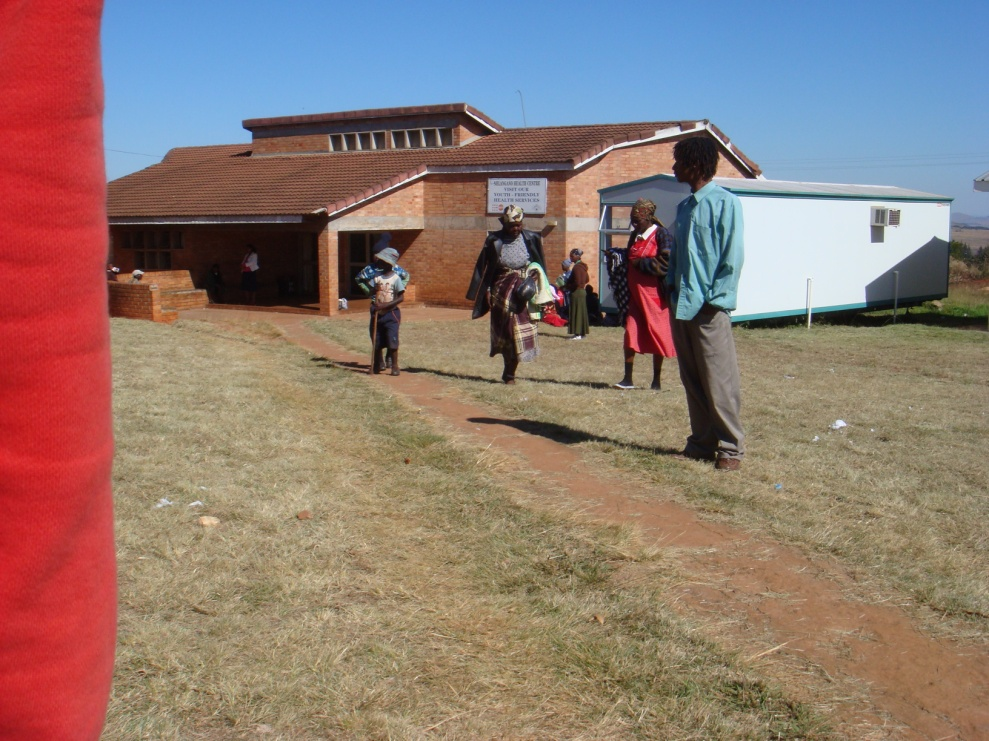 HEALTH CENTRE
VISIT OUR
YOUTH - FRIENDLY
HEALTH SERVICES